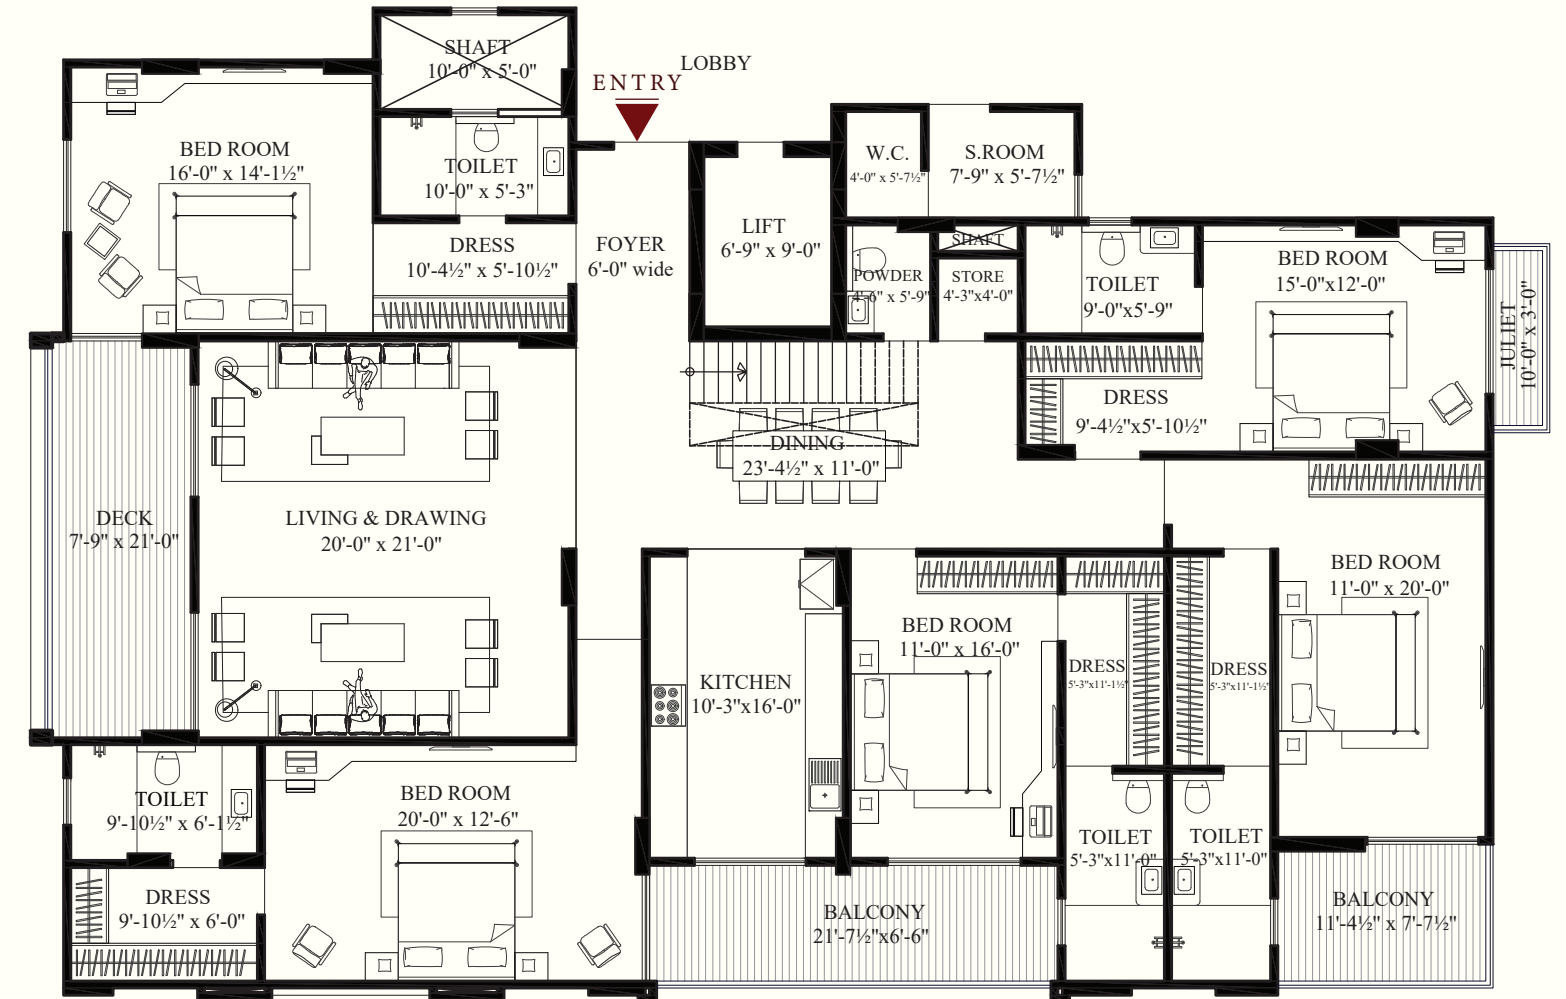 SHAFT
10'-0" x 5'-0"
LOBBY
ENTRY
BED ROOM
16'-0" x 14'-1½"
TOILET
10'-0" x 5'-3"
W.C.
4'-0" x 5'-7½"
S.ROOM
7'-9" x 5'-7½"
LIFT
6'-9" x 9'-0"
DRESS
10'-4½" x 5'-10½"
FOYER
6'-0" wide
SHAFT
POWDER
4'-6" x 5'-9"
STORE
4'-3"x4'-0"
TOILET
9'-0"x5'-9"
BED ROOM
15'-0"x12'-0"
JULIET
10'-0" x 3'-0"
DRESS
9'-4½"x5'-10½"
DINING
23'-4½" x 11'-0"
DECK
7'-9" x 21'-0"
LIVING & DRAWING
20'-0" x 21'-0"
BED ROOM
11'-0" x 20'-0"
BED ROOM
11'-0" x 16'-0"
KITCHEN
10'-3"x16'-0"
DRESS
5'-3"x11'-1½"
DRESS
5'-3"x11'-1½"
TOILET
9'-10½" x 6'-1½"
BED ROOM
20'-0" x 12'-6"
TOILET
5'-3"x11'-0"
TOILET
5'-3"x11'-0"
DRESS
9'-10½" x 6'-0"
BALCONY
21'-7½"x6'-6"
BALCONY
11'-4½" x 7'-7½"